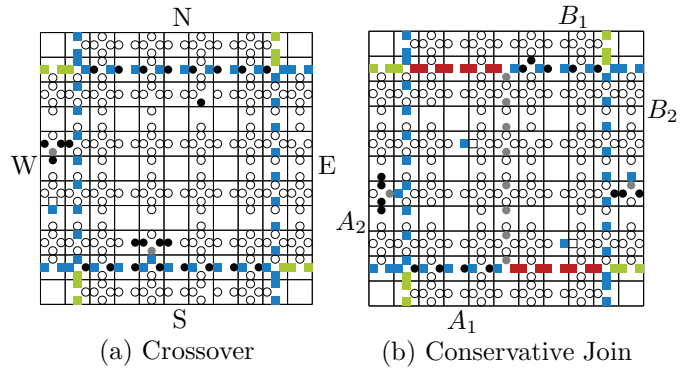 N
B₁
W
E
B₂
A₂
S
A₁
(a) Crossover
(b) Conservative Join